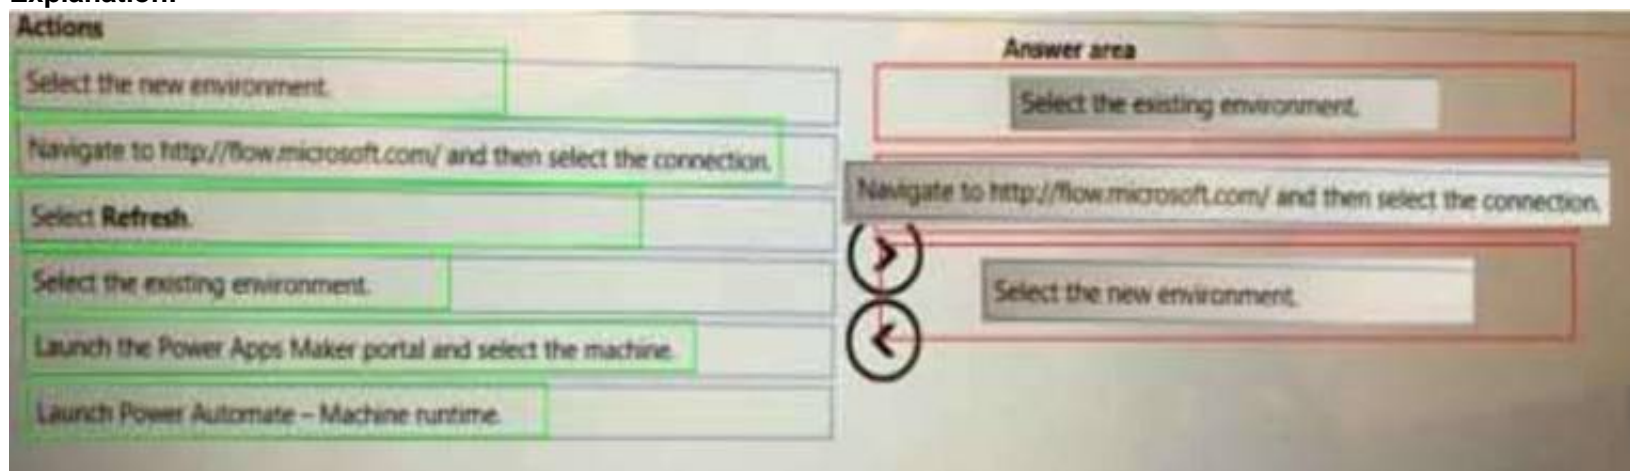 Explanation:
Actions
Select the new environment.
Navigate to http://flow.microsoft.com/ and then select the connection.
Select Refresh.
Select the existing environment.
Launch the Power Apps Maker portal and select the machine.
Launch Power Automate – Machine runtime.
Answer area
Select the existing environment.
Navigate to http://flow.microsoft.com/ and then select the connection.
Select the new environment.